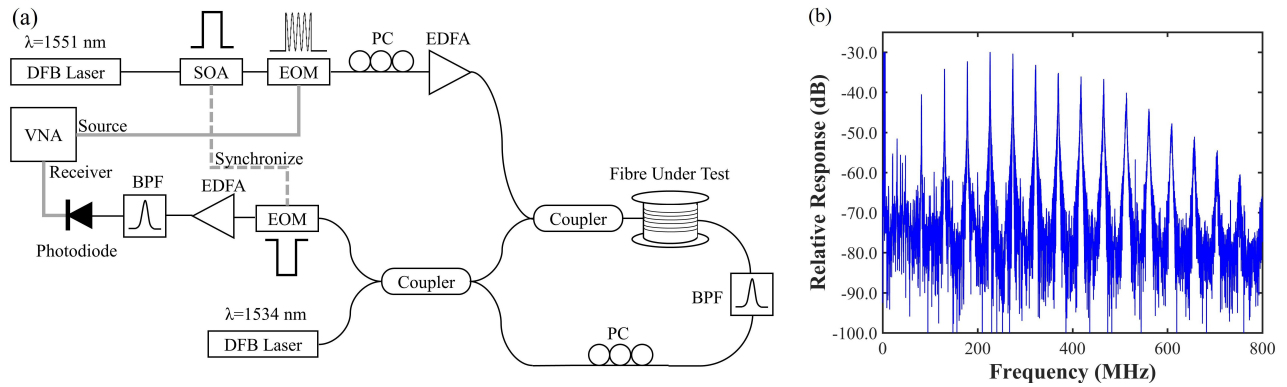 (a)
λ=1551 nm
DFB Laser
SOA
EOM
PC
EDFA
VNA
Source
Synchronize
Receiver
BPF
EDFA
EOM
Photodiode
Coupler
Fibre Under Test
Coupler
BPF
λ=1534 nm
DFB Laser
PC
(b)
Relative Response (dB)
-30.0
-40.0
-50.0
-60.0
-70.0
-80.0
-90.0
-100.0
0 200 400 600 800
Frequency (MHz)